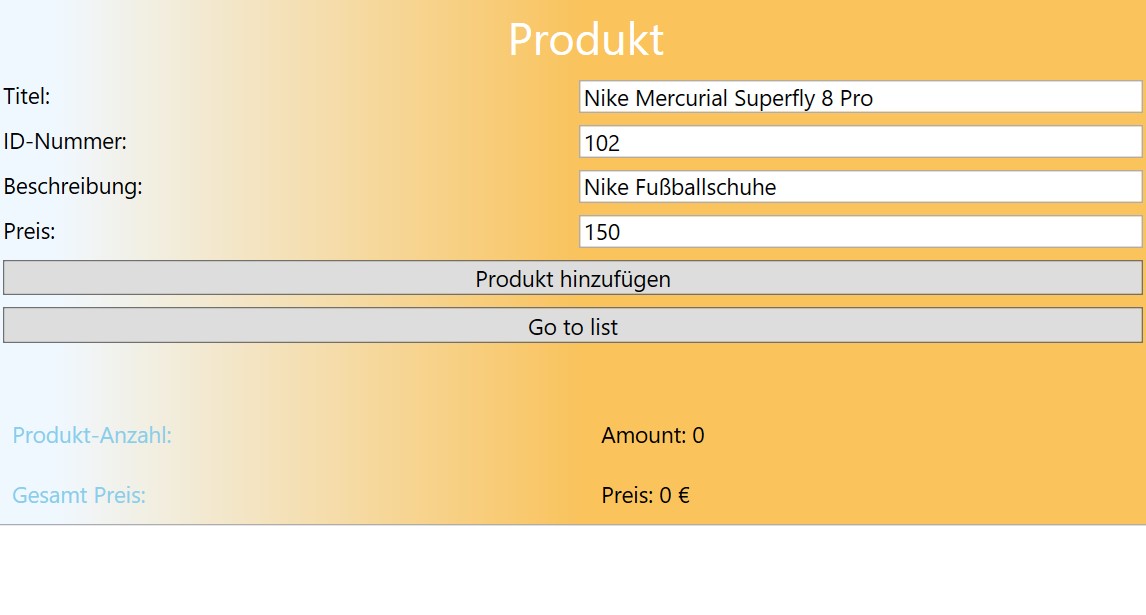 Produkt
Titel: Nike Mercurial Superfly 8 Pro
ID-Nummer: 102
Beschreibung: Nike Fußballschuhe
Preis: 150
Produkt hinzufügen
Go to list
Produkt-Anzahl: Amount: 0
Gesamt Preis: Preis: 0 €